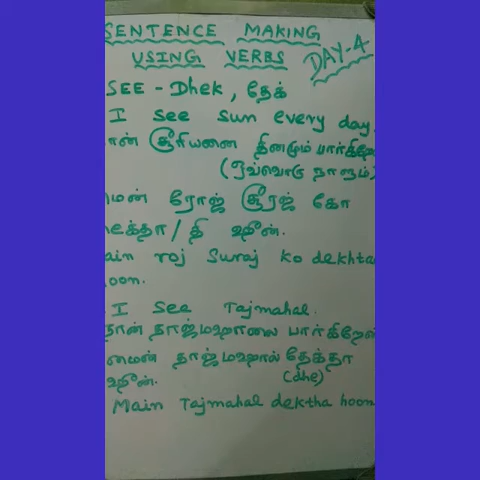 SENTENCE MAKING
USING VERBS DAY-4
SEE - Dhek, தேக்
I see sun every day.
சூரியனை தினமும் பார்கிறேன்
(ஒவ்வொரு நாளும்)
ரோஜ் சூரஜ் கோ
தி ஹூன்.
roj Suraj ko dekhta
hoon.
I see Tajmahal.
நான் தாஜ்மஹாலை பார்கிறேன்
மைன் தாஜ்மஹால் தேக்தா
ஹூன். (dhe)
Main Tajmahal dektha hoon